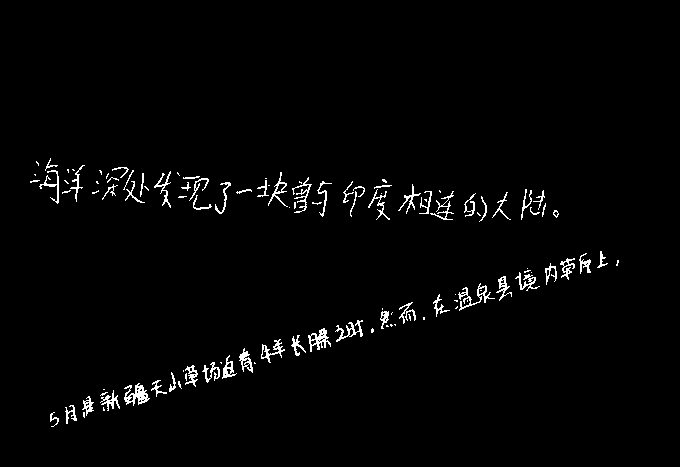 海洋深处发现了一块曾与印度相连的大陆。
5月是新疆天山草场迎春,牛羊长膘之时。然而,在温泉县境内草原上,